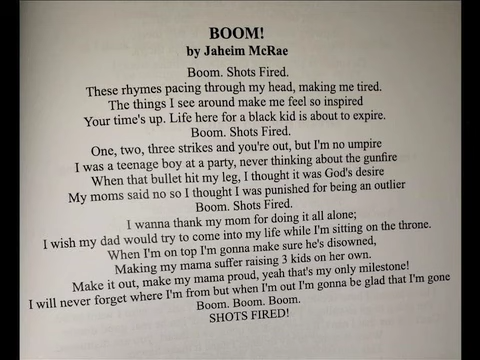 BOOM!
by Jaheim McRae
Boom. Shots Fired.
These rhymes pacing through my head, making me tired.
The things I see around make me feel so inspired
Your time's up. Life here for a black kid is about to expire.
Boom. Shots Fired.
One, two, three strikes and you're out, but I'm no umpire
I was a teenage boy at a party, never thinking about the gunfire
When that bullet hit my leg, I thought it was God's desire
My moms said no so I thought I was punished for being an outlier
Boom. Shots Fired.
I wanna thank my mom for doing it all alone;
I wish my dad would try to come into my life while I'm sitting on the throne.
When I'm on top I'm gonna make sure he's disowned,
Making my mama suffer raising 3 kids on her own.
Make it out, make my mama proud, yeah that's my only milestone!
I will never forget where I'm from but when I'm out I'm gonna be glad that I'm gone
Boom. Boom. Boom.
SHOTS FIRED!